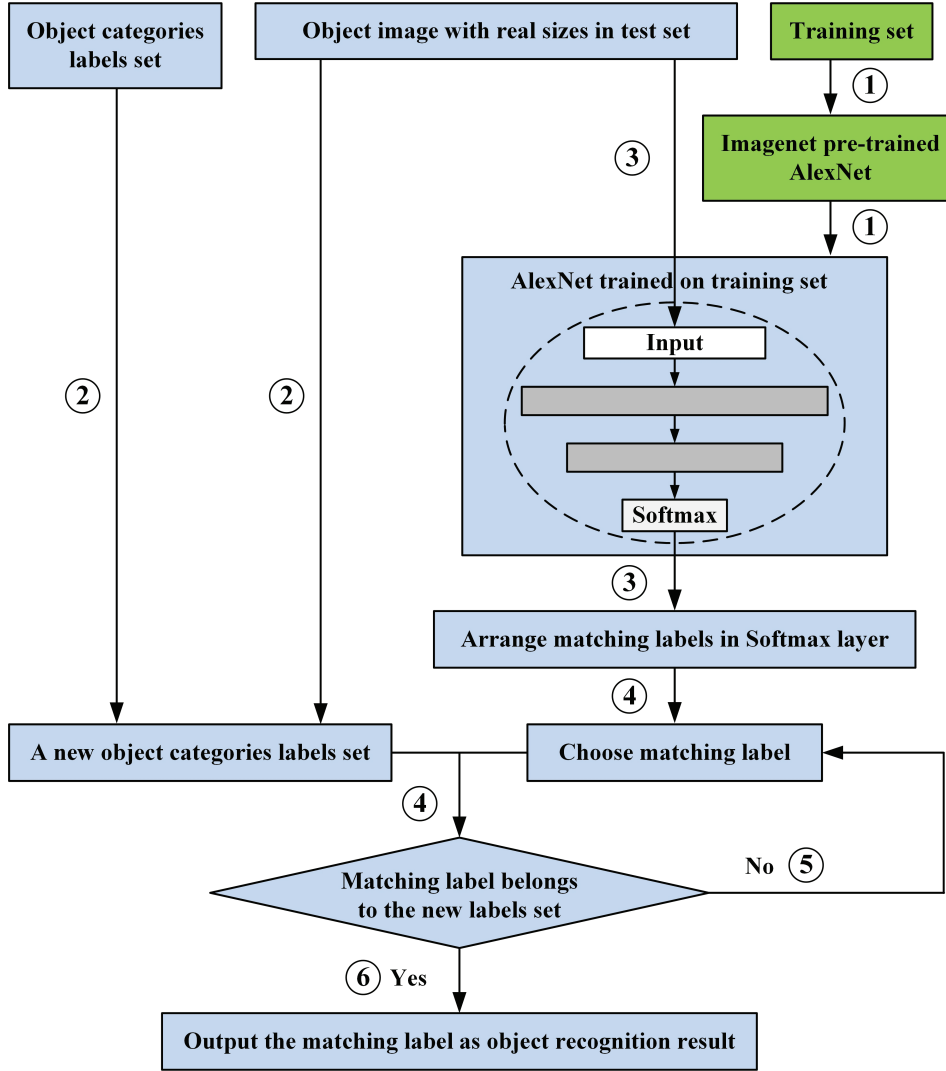 Object categories
labels set
Object image with real sizes in test set
Training set
①
Imagenet pre-trained
AlexNet
③
①
AlexNet trained on training set
Input
②
②
Softmax
③
Arrange matching labels in Softmax layer
④
A new object categories labels set
Choose matching label
④
Matching label belongs
to the new labels set
No ⑤
⑥ Yes
Output the matching label as object recognition result